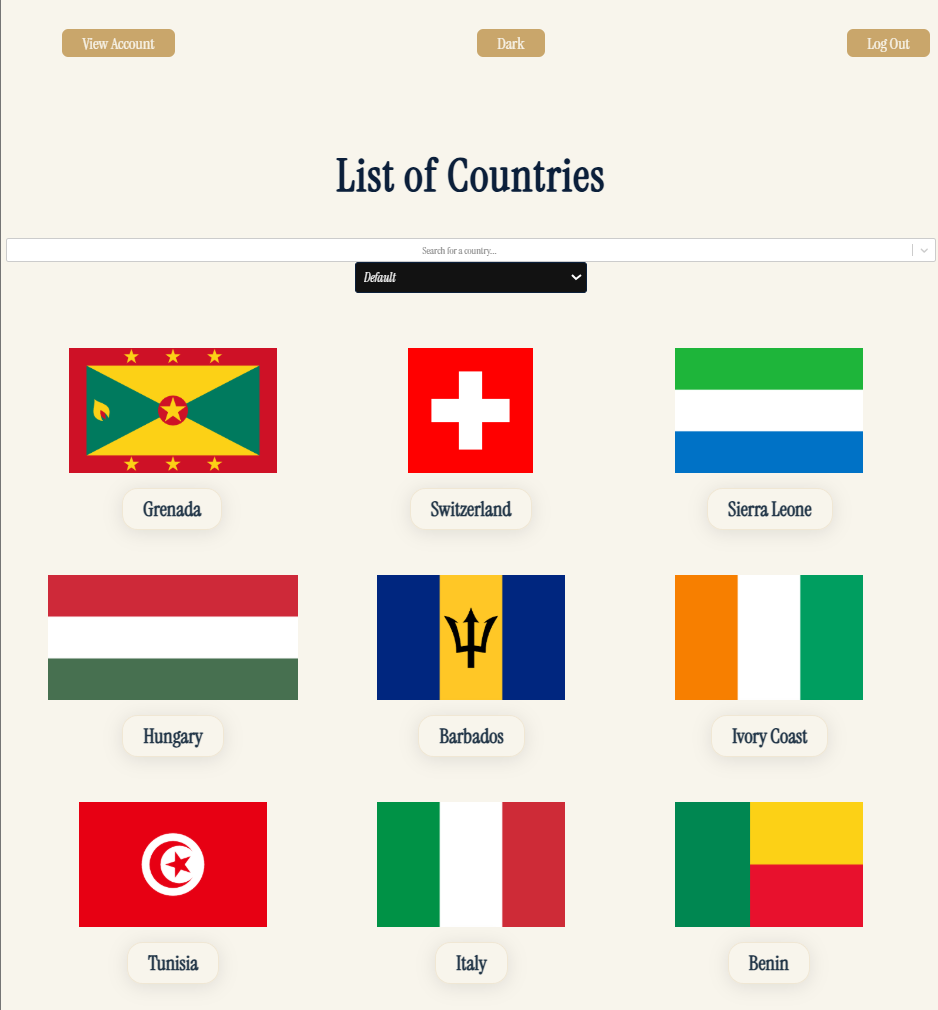 View Account
Dark
Log Out
List of Countries
Search for a country...
Default
Grenada
Switzerland
Sierra Leone
Hungary
Barbados
Ivory Coast
Tunisia
Italy
Benin